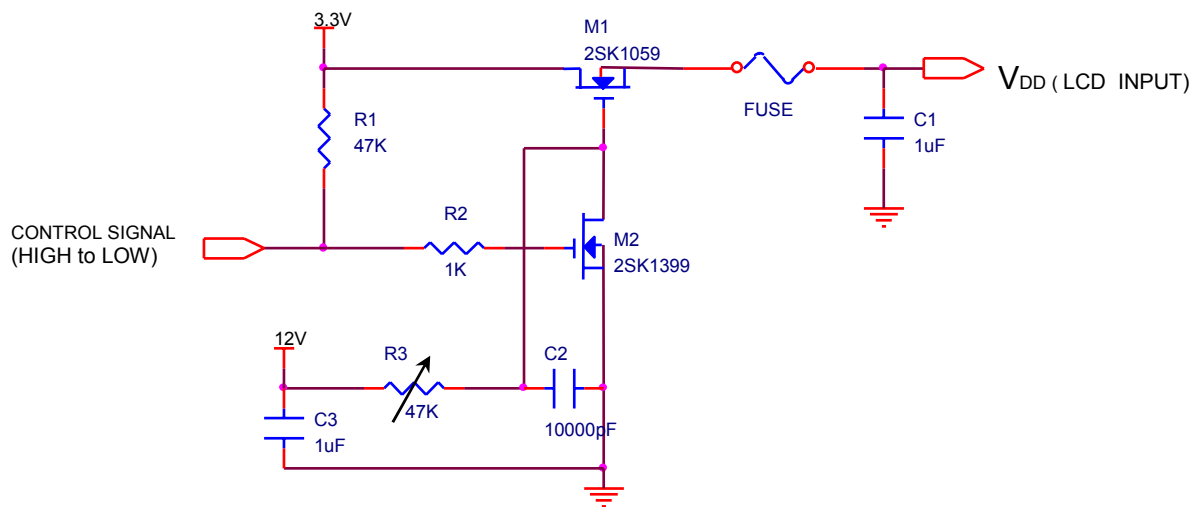 3.3V
M1
2SK1059
FUSE
VDD ( LCD INPUT)
R1
47K
C1
1uF
CONTROL SIGNAL
(HIGH to LOW)
R2
1K
M2
2SK1399
12V
R3
47K
C2
10000pF
C3
1uF